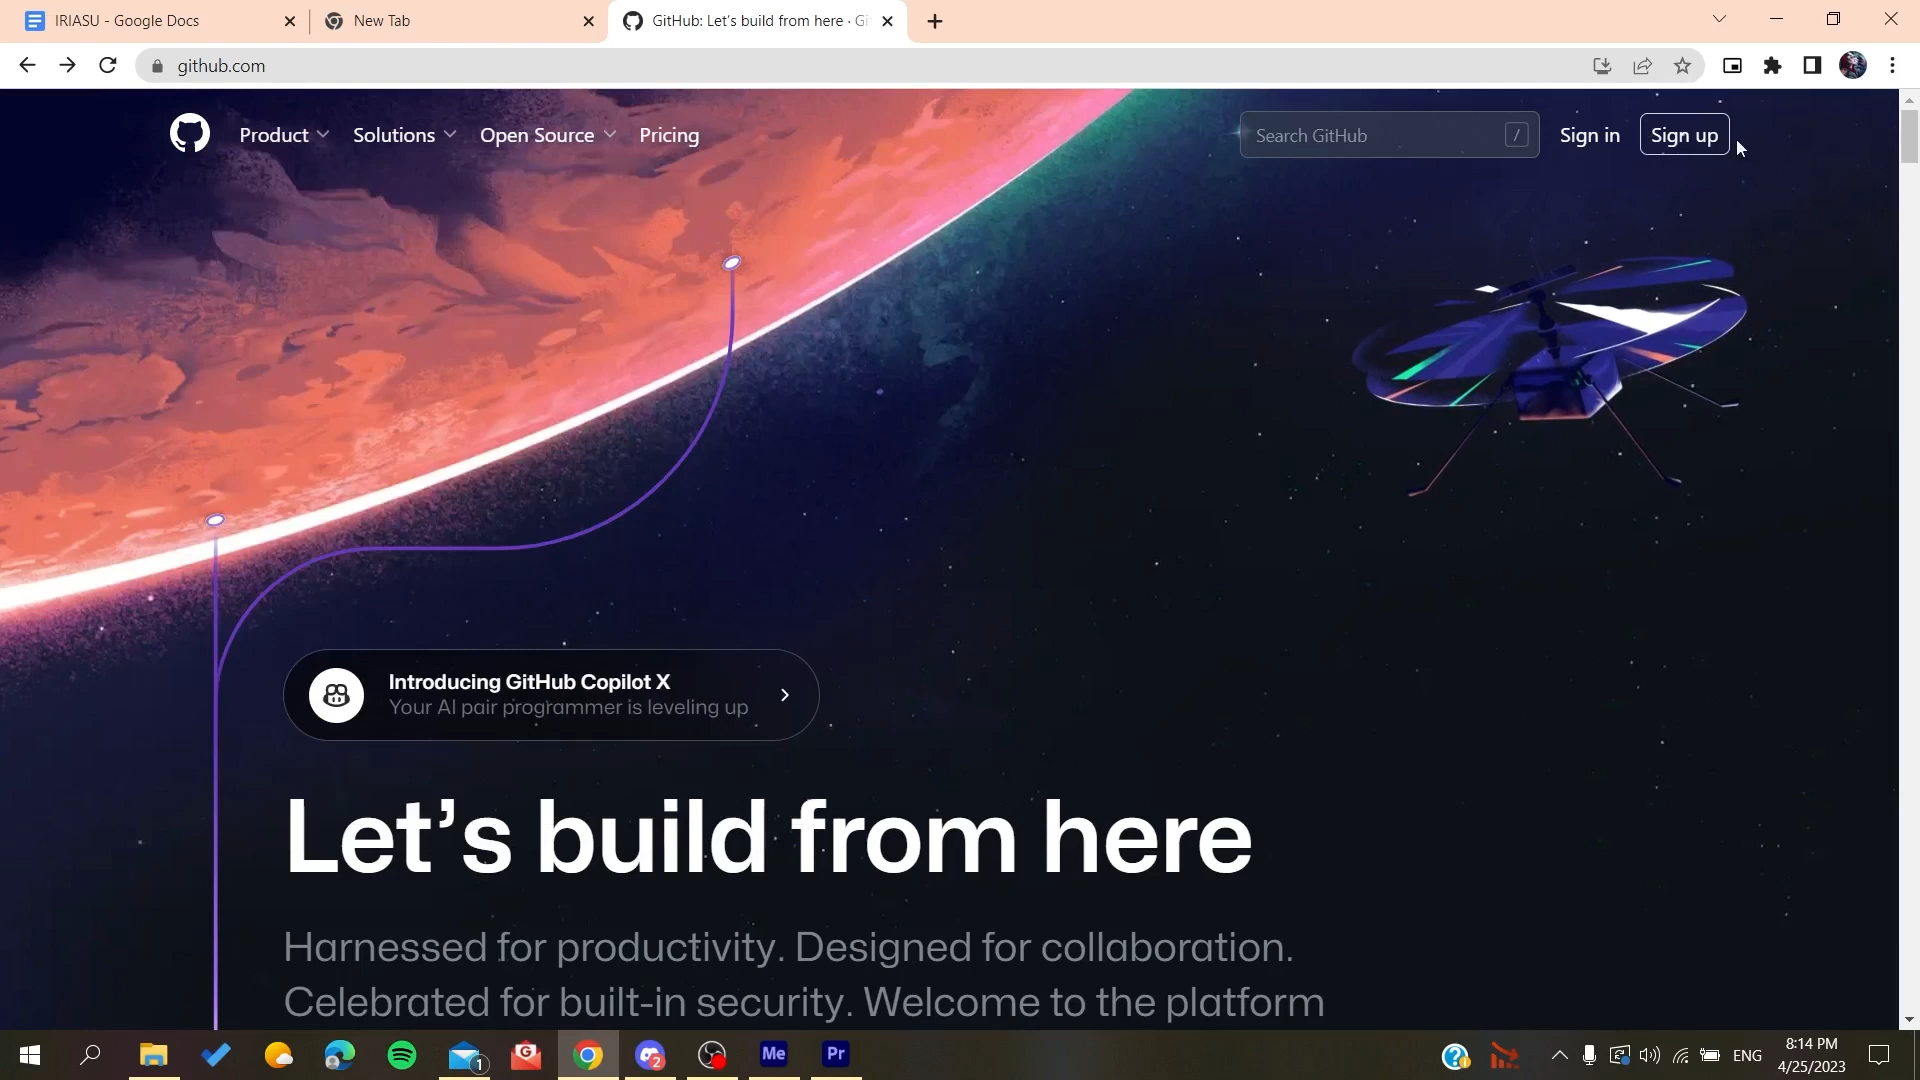 IRIASU - Google Docs
New Tab
GitHub: Let's build from here · Gi
github.com
Product
Solutions
Open Source
Pricing
Search GitHub
/
Sign in
Sign up
Introducing GitHub Copilot X
Your AI pair programmer is leveling up
Let’s build from here
Harnessed for productivity. Designed for collaboration.
Celebrated for built-in security. Welcome to the platform
1
G
2
Me
Pr
?
ENG
8:14 PM
4/25/2023